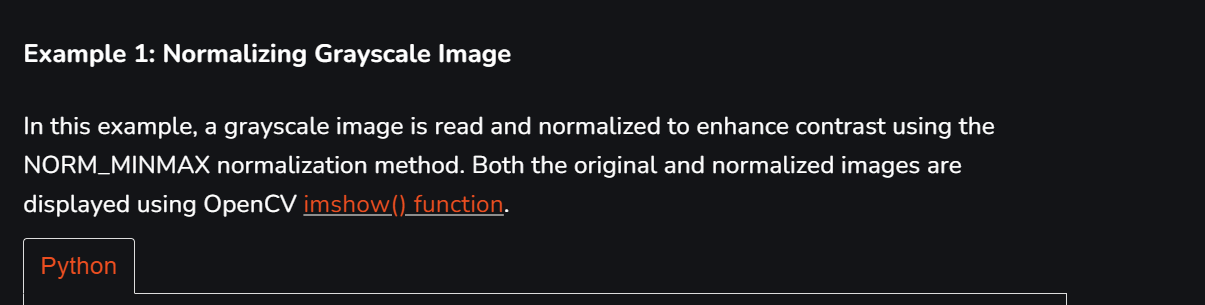 Example 1: Normalizing Grayscale Image
In this example, a grayscale image is read and normalized to enhance contrast using the
NORM_MINMAX normalization method. Both the original and normalized images are
displayed using OpenCV imshow() function.
Python